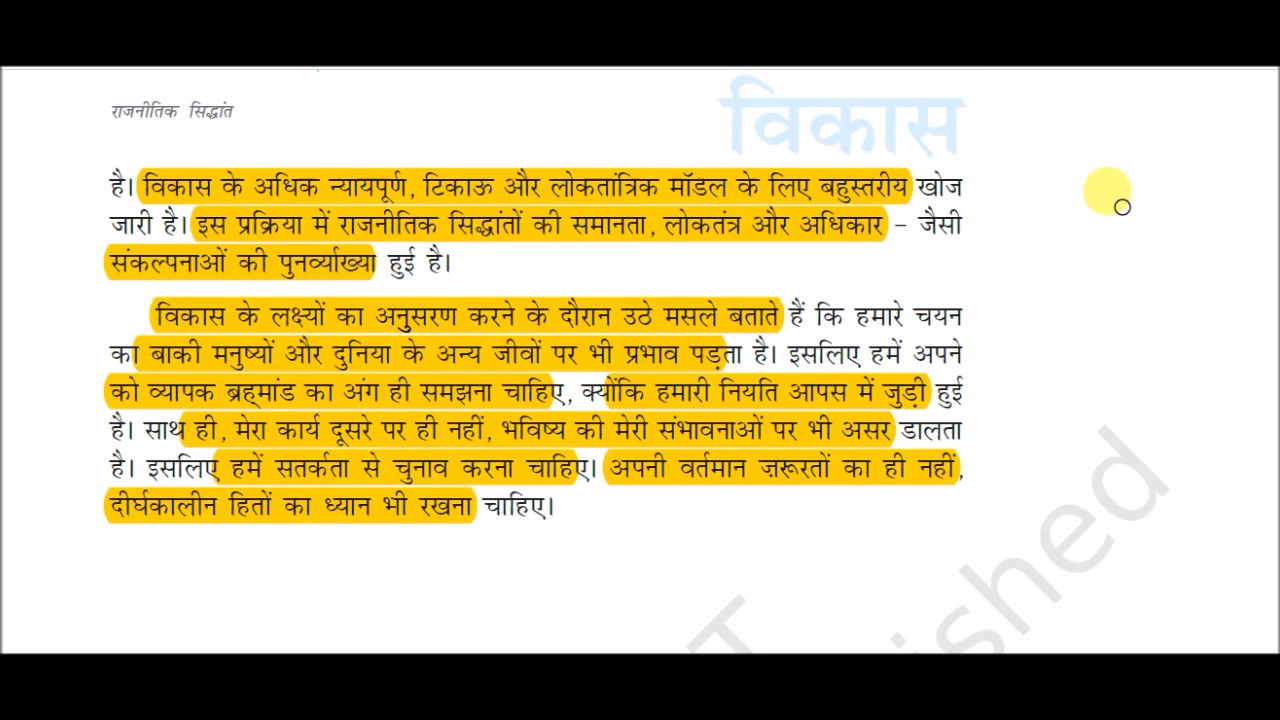 राजनीतिक सिद्धांत
विकास
है। विकास के अधिक न्यायपूर्ण, टिकाऊ और लोकतांत्रिक मॉडल के लिए बहुस्तरीय खोज
जारी है। इस प्रक्रिया में राजनीतिक सिद्धांतों की समानता, लोकतंत्र और अधिकार – जैसी
संकल्पनाओं की पुनर्व्याख्या हुई है।
विकास के लक्ष्यों का अनुसरण करने के दौरान उठे मसले बताते हैं कि हमारे चयन
का बाकी मनुष्यों और दुनिया के अन्य जीवों पर भी प्रभाव पड़ता है। इसलिए हमें अपने
को व्यापक ब्रह्मांड का अंग ही समझना चाहिए, क्योंकि हमारी नियति आपस में जुड़ी हुई
है। साथ ही, मेरा कार्य दूसरे पर ही नहीं, भविष्य की मेरी संभावनाओं पर भी असर डालता
है। इसलिए हमें सतर्कता से चुनाव करना चाहिए। अपनी वर्तमान ज़रूरतों का ही नहीं,
दीर्घकालीन हितों का ध्यान भी रखना चाहिए।